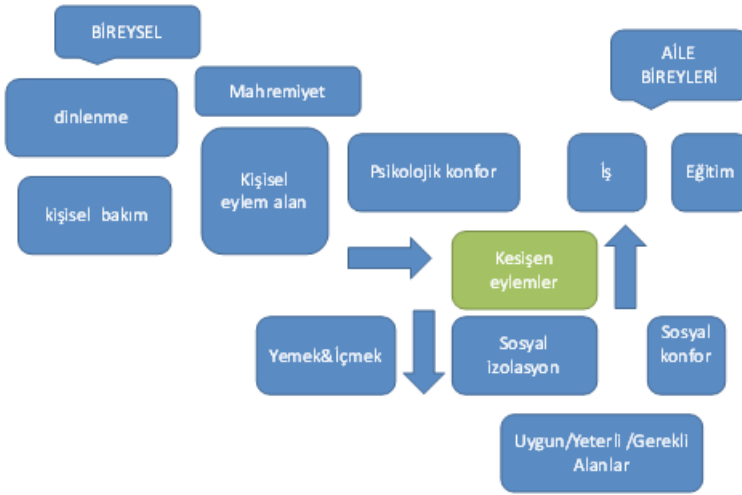 BİREYSEL
AİLE
BİREYLERİ
dinlenme
Mahremiyet
kişisel bakım
Kişisel
eylem alan
Psikolojik konfor
İş
Eğitim
Kesişen
eylemler
Yemek&İçmek
Sosyal
izolasyon
Sosyal
konfor
Uygun/Yeterli /Gerekli
Alanlar